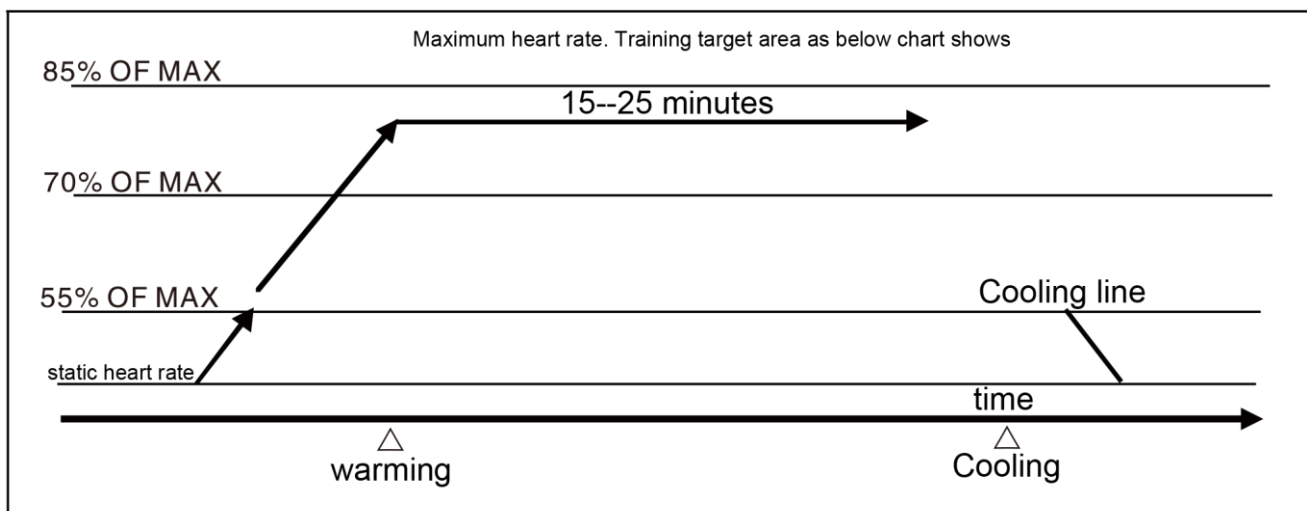 Maximum heart rate. Training target area as below chart shows
85% OF MAX
15--25 minutes
70% OF MAX
55% OF MAX
Cooling line
static heart rate
time
warming
Cooling